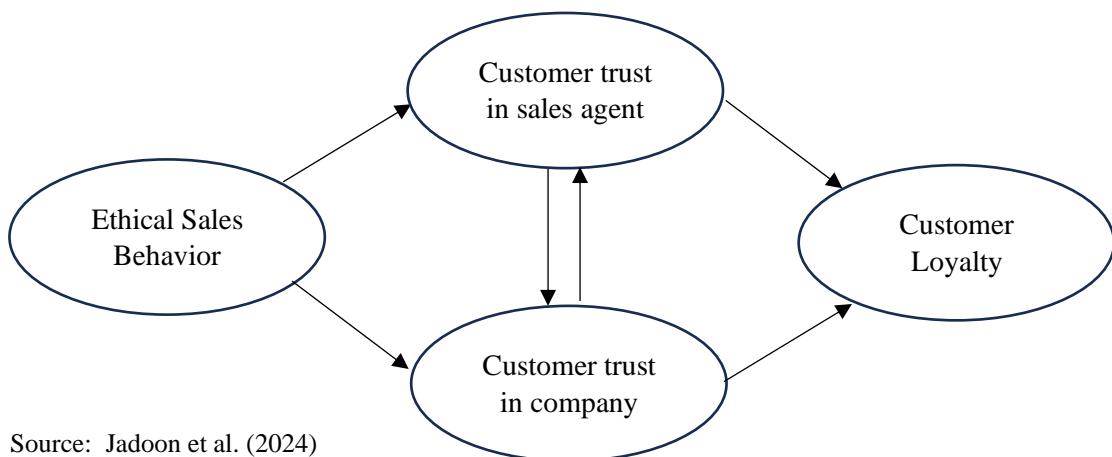 Customer trust
in sales agent
Ethical Sales
Behavior
Customer
Loyalty
Customer trust
in company
Source:  Jadoon et al. (2024)